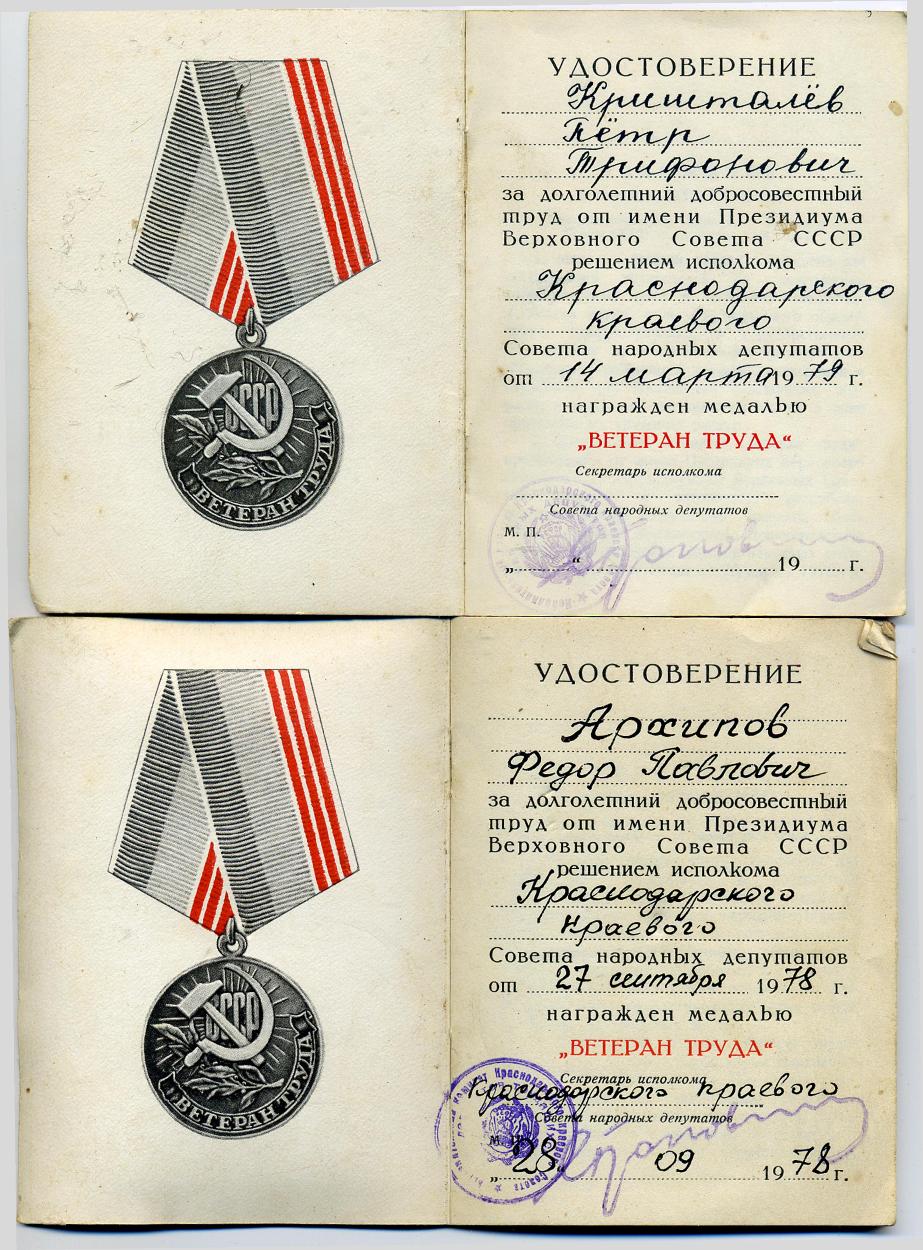 СССР
„ВЕТЕРАН ТРУДА“
УДОСТОВЕРЕНИЕ
Кришталёв
Пётр
Трифонович
за долголетний добросовестный
труд от имени Президиума
Верховного Совета СССР
решением исполкома
Краснодарского
краевого
Совета народных депутатов
от 14 марта 1979 г.
награжден медалью
„ВЕТЕРАН ТРУДА“
Секретарь исполкома
Совета народных депутатов
М. П.
„ “ 19 г.
СССР
„ВЕТЕРАН ТРУДА“
УДОСТОВЕРЕНИЕ
Архипов
Федор Павлович
за долголетний добросовестный
труд от имени Президиума
Верховного Совета СССР
решением исполкома
Краснодарского
Краевого
Совета народных депутатов
от 27 сентября 1978 г.
награжден медалью
„ВЕТЕРАН ТРУДА“
Секретарь исполкома
Краснодарского Краевого
Совета народных депутатов
М. П.
„28“ 09 1978 г.